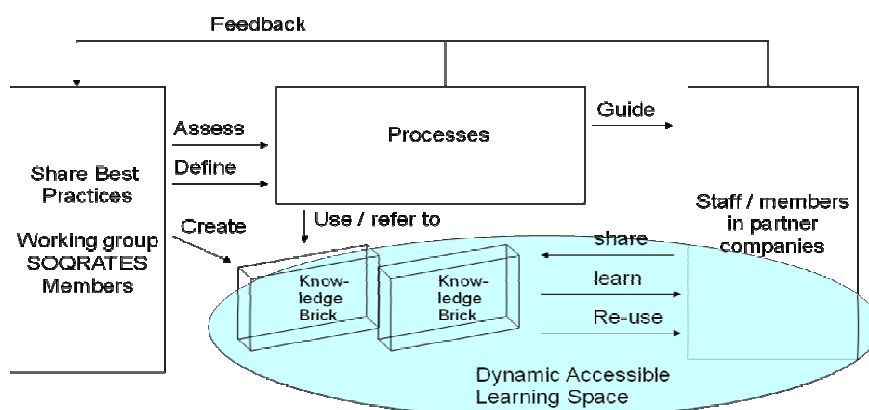 Feedback
Share Best
Practices
Working group
SOQRATES
Members
Assess
Define
Create
Processes
Use / refer to
Guide
Staff / members
in partner
companies
Know-
ledge
Brick
Know-
ledge
Brick
share
learn
Re-use
Dynamic Accessible
Learning Space